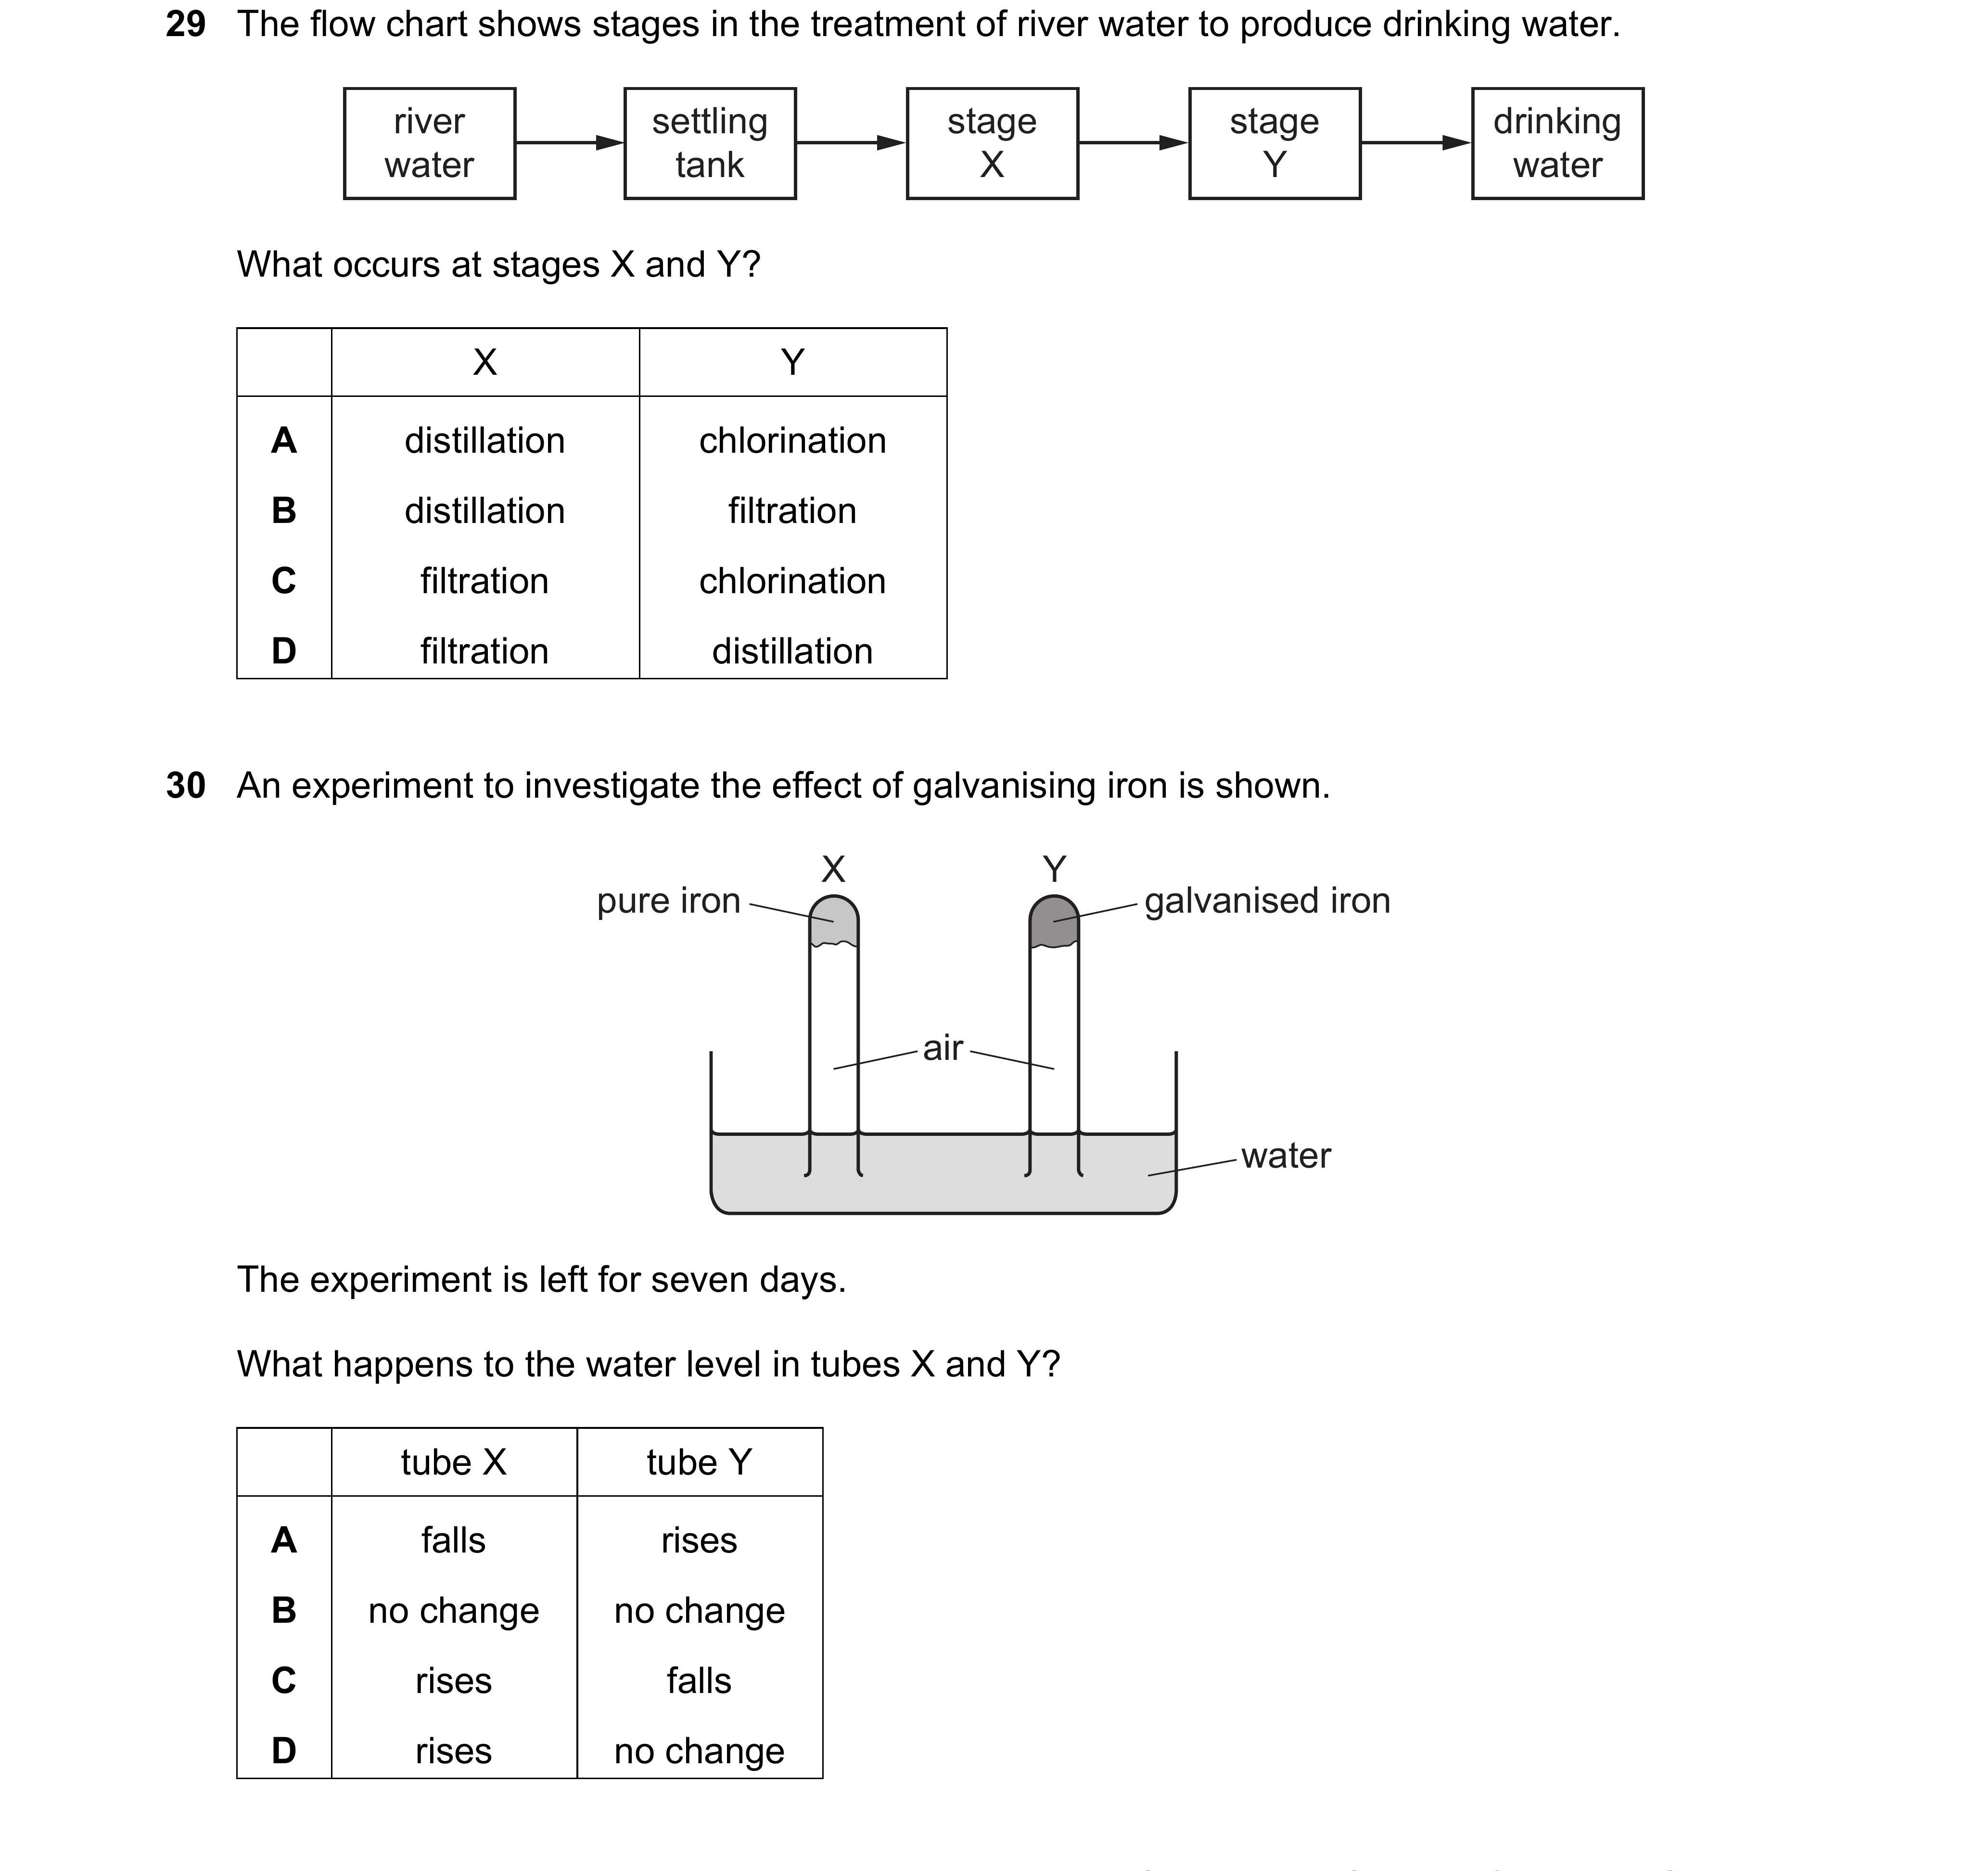 29 The flow chart shows stages in the treatment of river water to produce drinking water.
river water
settling tank
stage X
stage Y
drinking water
What occurs at stages X and Y?
X Y
A distillation chlorination
B distillation filtration
C filtration chlorination
D filtration distillation
30 An experiment to investigate the effect of galvanising iron is shown.
X Y
pure iron galvanised iron
air
water
The experiment is left for seven days.
What happens to the water level in tubes X and Y?
tube X tube Y
A falls rises
B no change no change
C rises falls
D rises no change